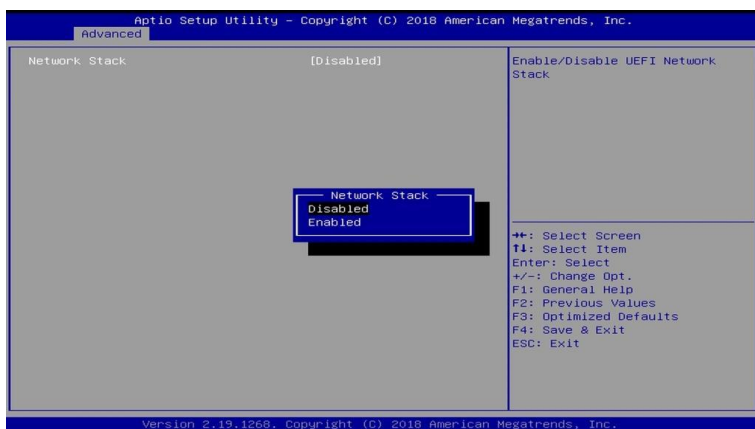 Aptio Setup Utility – Copyright (C) 2018 American Megatrends, Inc.
Advanced
Network Stack [Disabled]
Enable/Disable UEFI Network
Stack
Network Stack
Disabled
Enabled
→←: Select Screen
↑↓: Select Item
Enter: Select
+/-: Change Opt.
F1: General Help
F2: Previous Values
F3: Optimized Defaults
F4: Save & Exit
ESC: Exit
Version 2.19.1268. Copyright (C) 2018 American Megatrends, Inc.